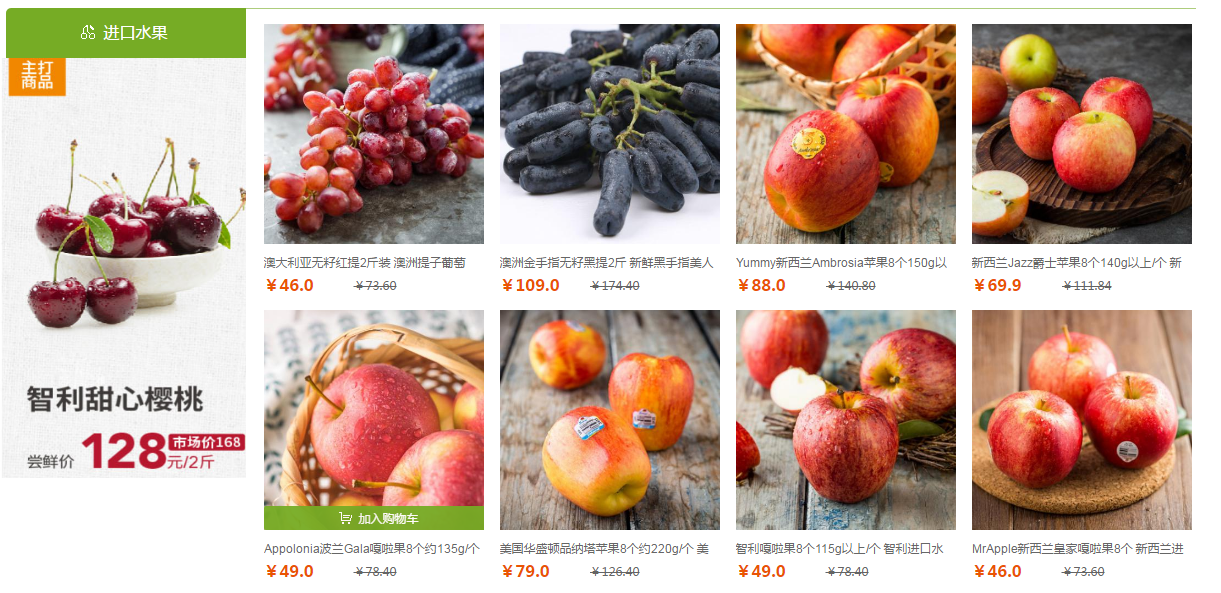 进口水果
主打
商品
智利甜心樱桃
尝鲜价 128元/2斤 市场价168
澳大利亚无籽红提2斤装 澳洲提子葡萄
¥46.0 ¥73.60
澳洲金手指无籽黑提2斤 新鲜黑手指美人
¥109.0 ¥174.40
Yummy新西兰Ambrosia苹果8个150g以
¥88.0 ¥140.80
新西兰Jazz爵士苹果8个140g以上/个 新
¥69.9 ¥111.84
加入购物车
Appolonia波兰Gala嘎啦果8个约135g/个
¥49.0 ¥78.40
美国华盛顿品纳塔苹果8个约220g/个 美
¥79.0 ¥126.40
智利嘎啦果8个115g以上/个 智利进口水
¥49.0 ¥78.40
MrApple新西兰皇家嘎啦果8个 新西兰进
¥46.0 ¥73.60